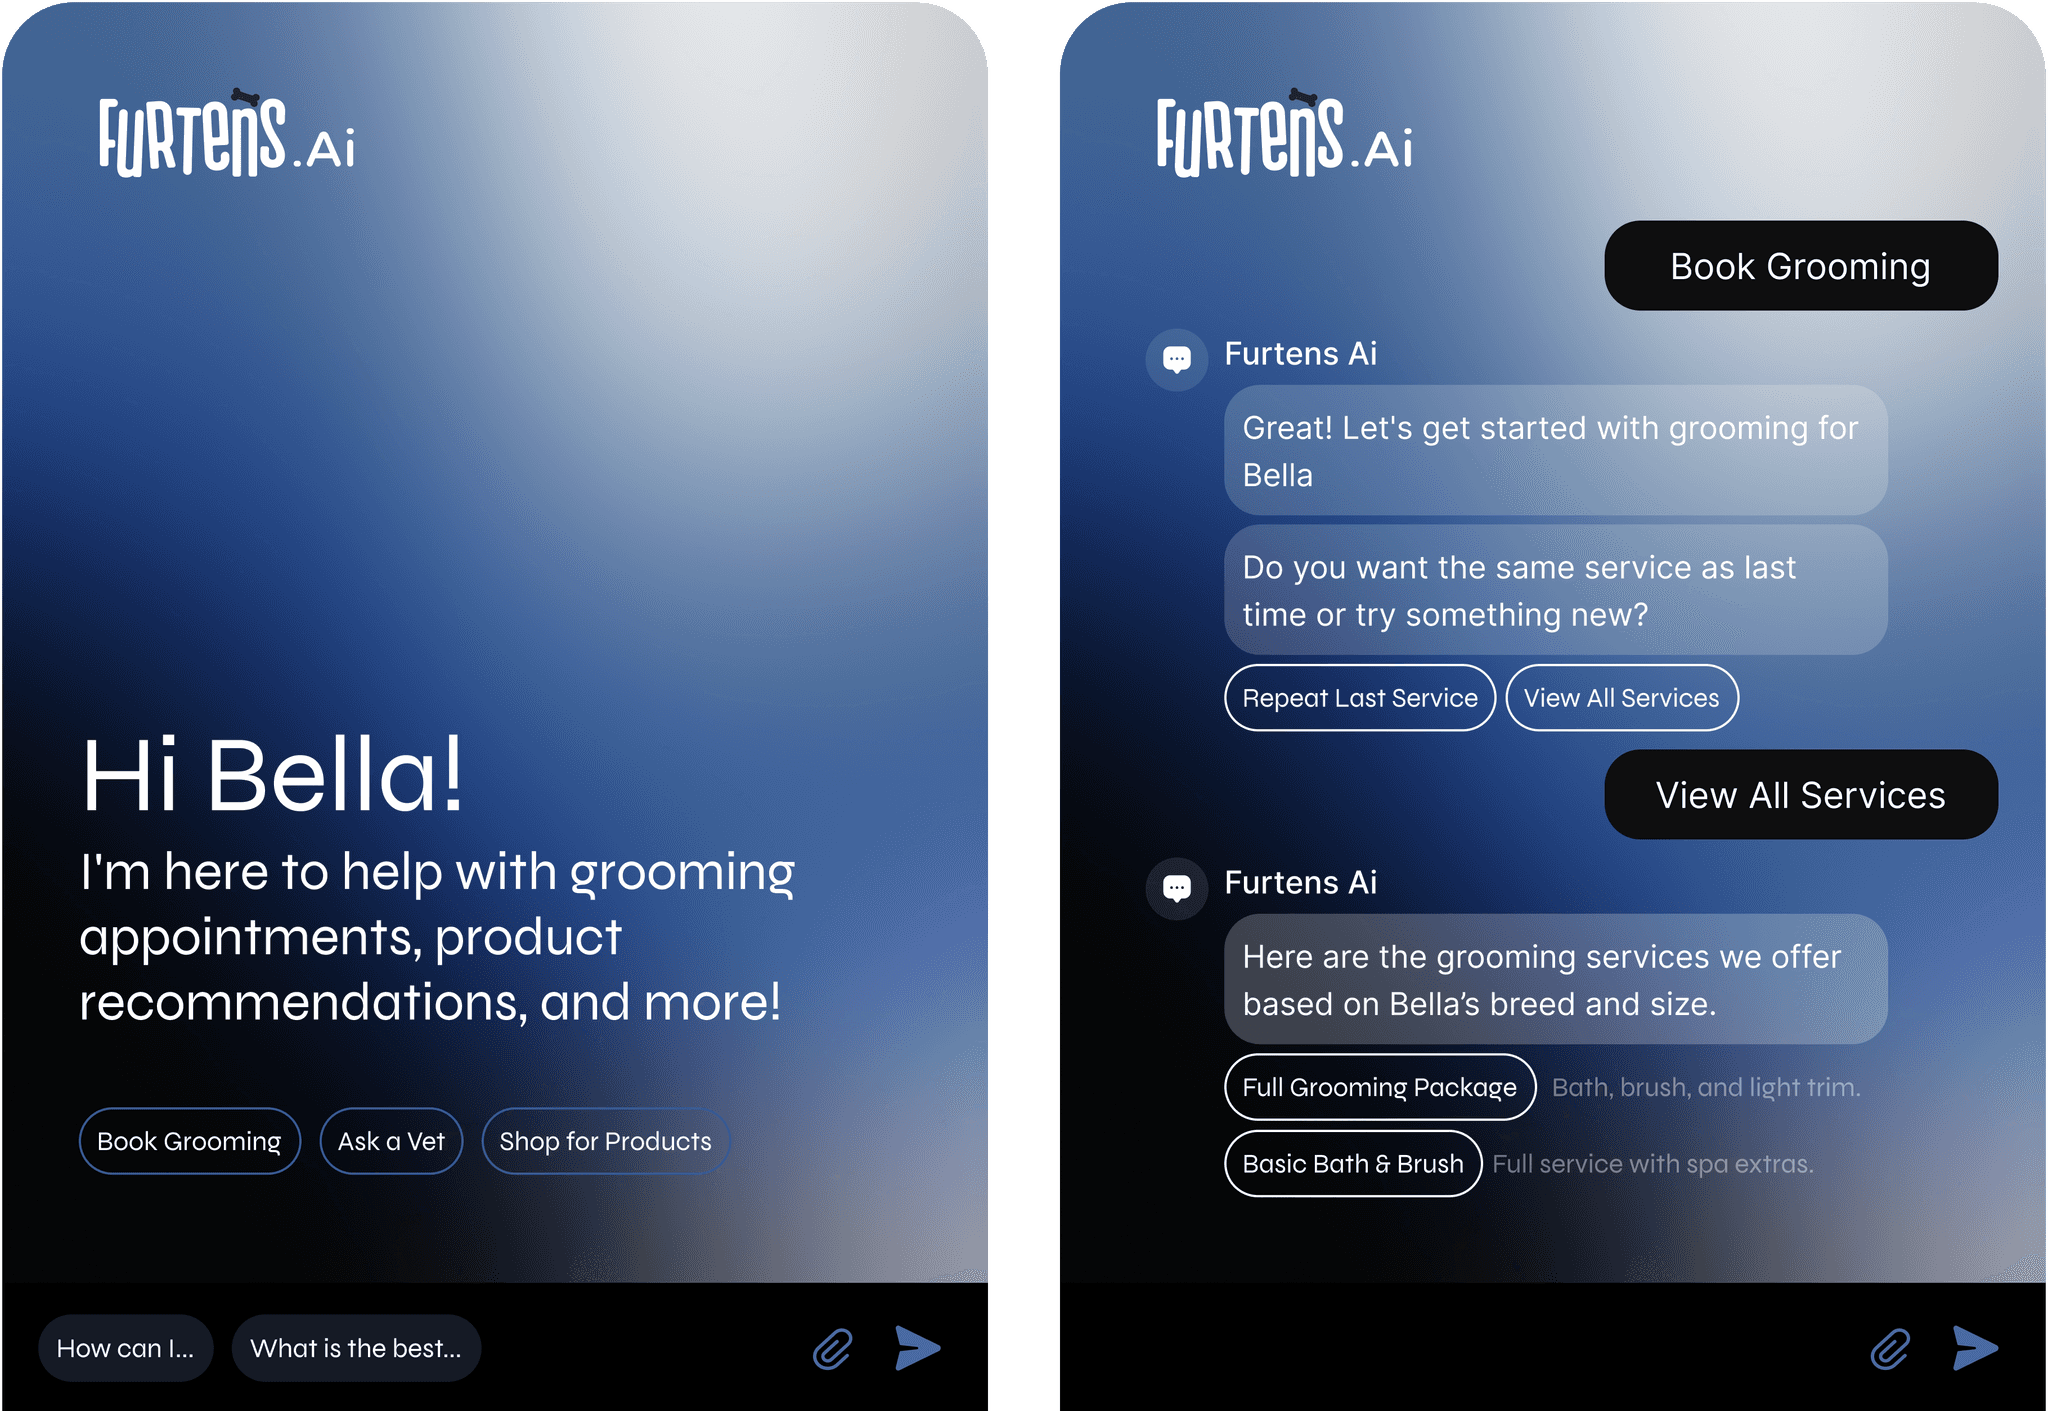 FURTENS.Ai
Hi Bella!
I'm here to help with grooming
appointments, product
recommendations, and more!
Book Grooming
Ask a Vet
Shop for Products
How can I...
What is the best...
FURTENS.Ai
Book Grooming
Furtens Ai
Great! Let's get started with grooming for
Bella
Do you want the same service as last
time or try something new?
Repeat Last Service
View All Services
View All Services
Furtens Ai
Here are the grooming services we offer
based on Bella’s breed and size.
Full Grooming Package
Bath, brush, and light trim.
Basic Bath & Brush
Full service with spa extras.